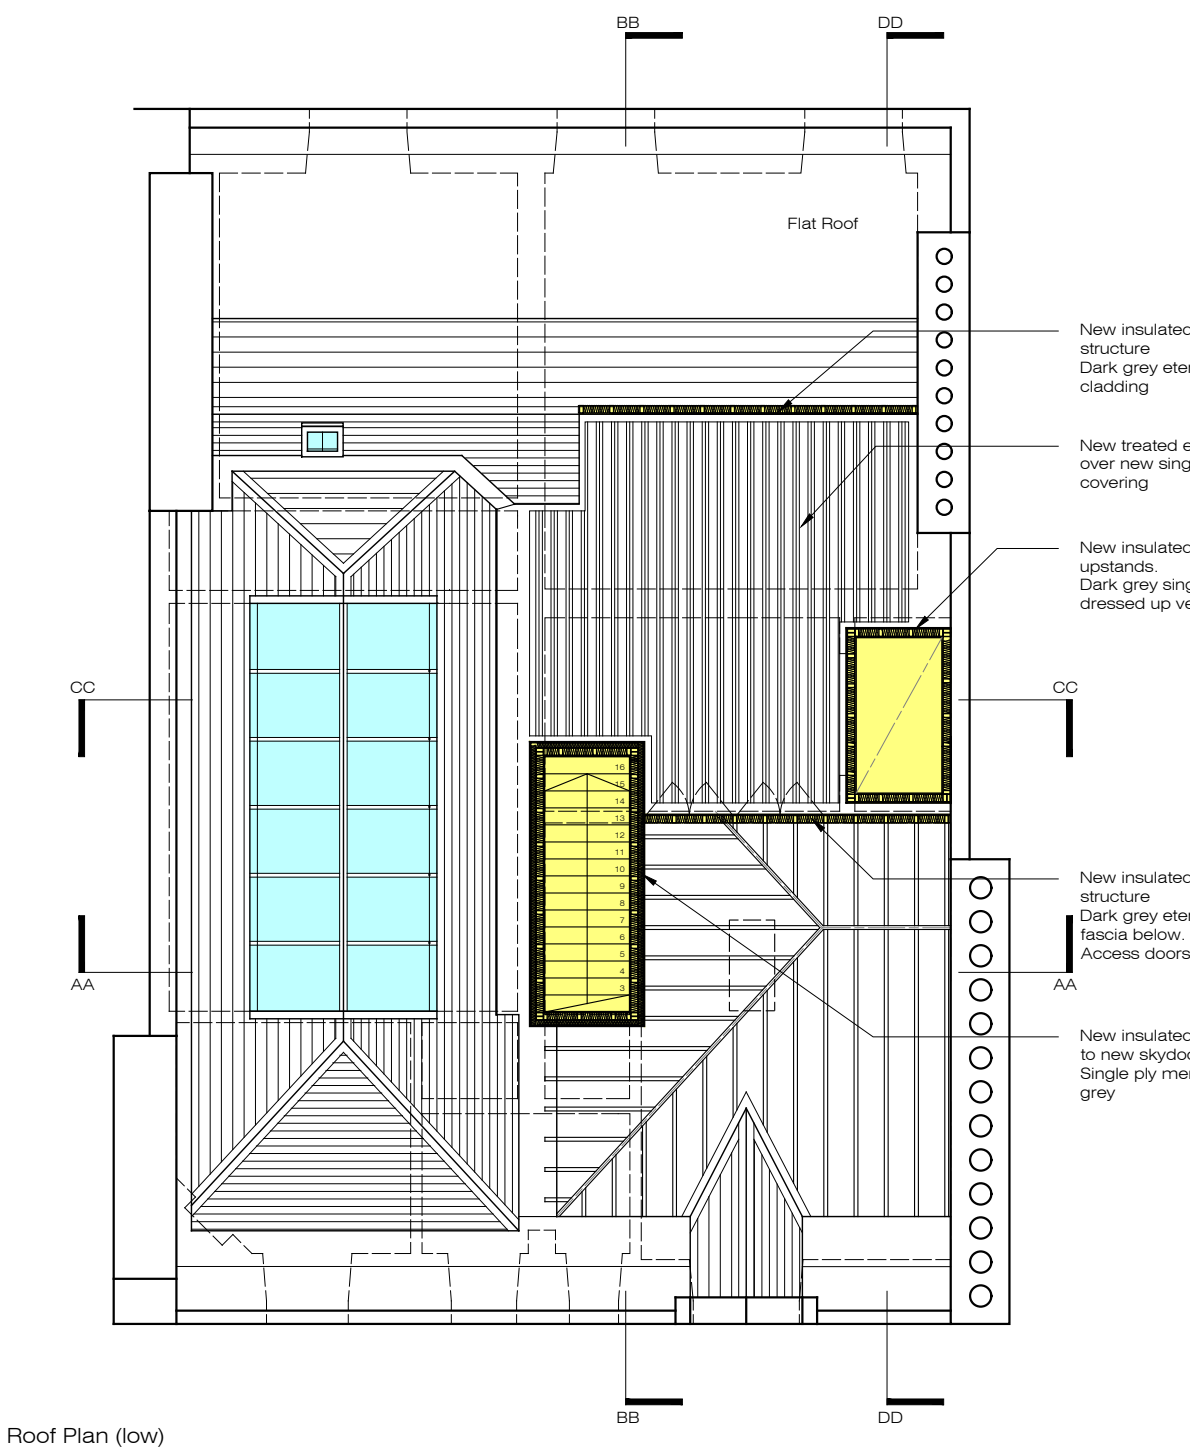 BB
DD
Flat Roof
New insulated
structure
Dark grey eter
cladding
New treated e
over new sing
covering
New insulated
upstands.
Dark grey sing
dressed up ve
CC
CC
16
15
14
13
12
11
10
9
8
7
6
5
4
3
New insulated
structure
Dark grey eter
fascia below.
Access doors
AA
AA
New insulated
to new skydoo
Single ply mer
grey
BB
DD
Roof Plan (low)